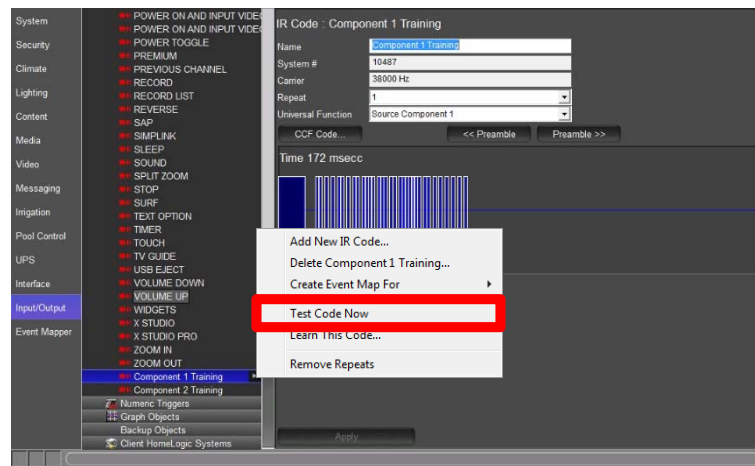 System
Security
Climate
Lighting
Content
Media
Video
Messaging
Irrigation
Pool Control
UPS
Interface
Input/Output
Event Mapper
POWER ON AND INPUT VIDE
POWER ON AND INPUT VIDE
POWER TOGGLE
PREMIUM
PREVIOUS CHANNEL
RECORD
RECORD LIST
REVERSE
SAP
SIMPLINK
SLEEP
SOUND
SPLIT ZOOM
STOP
SURF
TEXT OPTION
TIMER
TOUCH
TV GUIDE
USB EJECT
VOLUME DOWN
VOLUME UP
WIDGETS
X STUDIO
X STUDIO PRO
ZOOM IN
ZOOM OUT
Component 1 Training
Component 2 Training
Numeric Triggers
Graph Objects
Backup Objects
Client HomeLogic Systems
IR Code : Component 1 Training
Name Component 1 Training
System # 10487
Carrier 38000 Hz
Repeat 1
Universal Function Source Component 1
CCF Code... << Preamble Preamble >>
Time 172 msecc
Add New IR Code...
Delete Component 1 Training...
Create Event Map For
Test Code Now
Learn This Code...
Remove Repeats
Apply